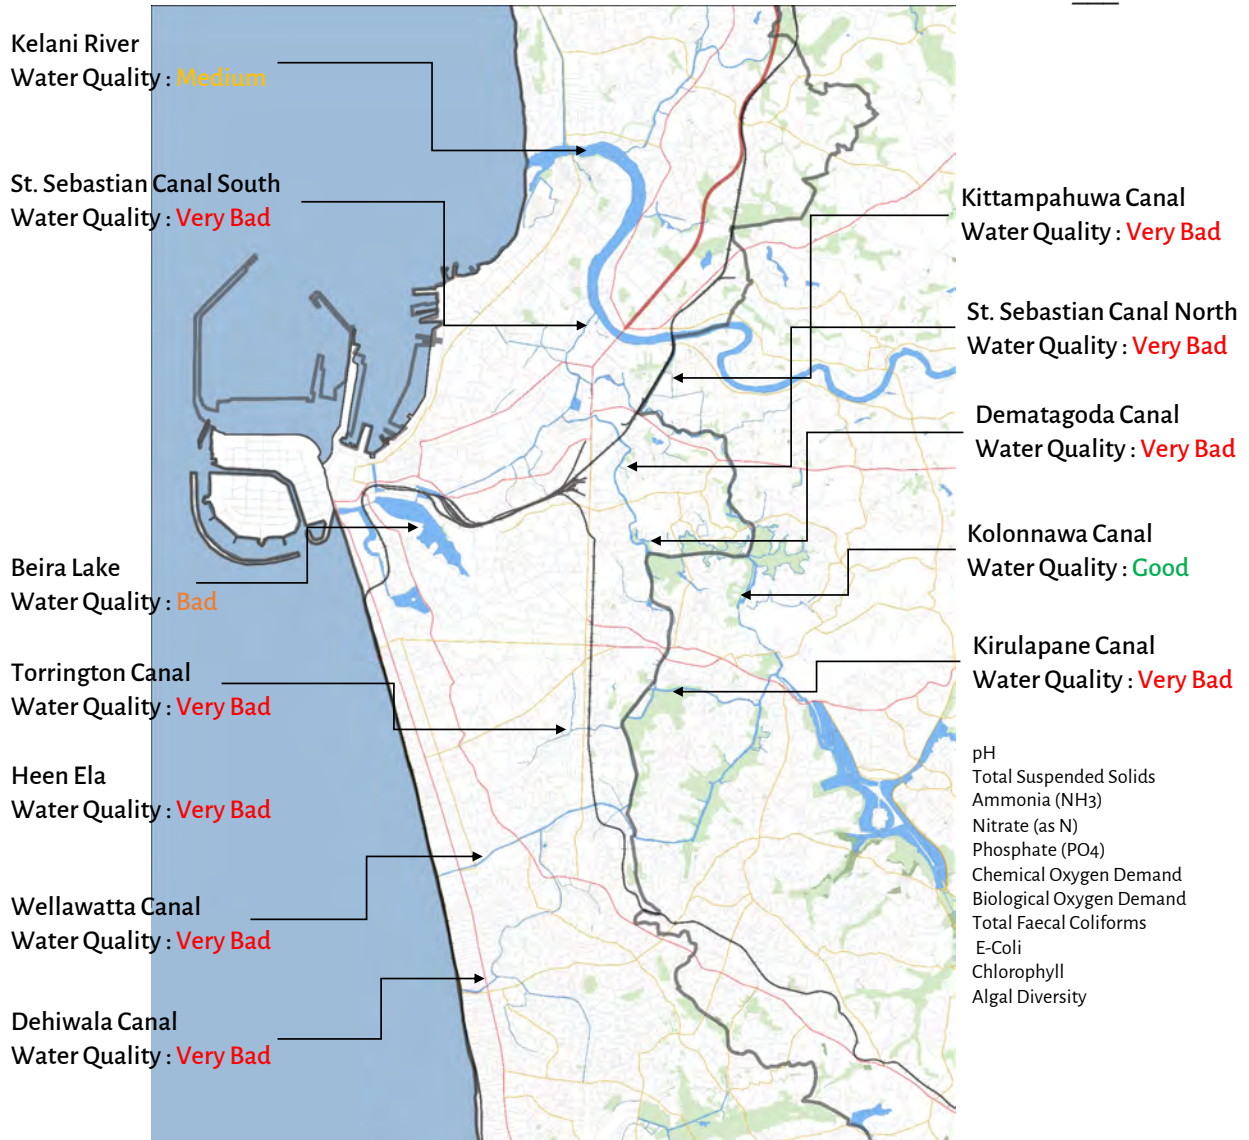 Kelani River
Water Quality : Medium
St. Sebastian Canal South
Water Quality : Very Bad
Beira Lake
Water Quality : Bad
Torrington Canal
Water Quality : Very Bad
Heen Ela
Water Quality : Very Bad
Wellawatta Canal
Water Quality : Very Bad
Dehiwala Canal
Water Quality : Very Bad
Kittampahuwa Canal
Water Quality : Very Bad
St. Sebastian Canal North
Water Quality : Very Bad
Dematagoda Canal
Water Quality : Very Bad
Kolonnawa Canal
Water Quality : Good
Kirulapane Canal
Water Quality : Very Bad
pH
Total Suspended Solids
Ammonia (NH3)
Nitrate (as N)
Phosphate (PO4)
Chemical Oxygen Demand
Biological Oxygen Demand
Total Faecal Coliforms
E-Coli
Chlorophyll
Algal Diversity